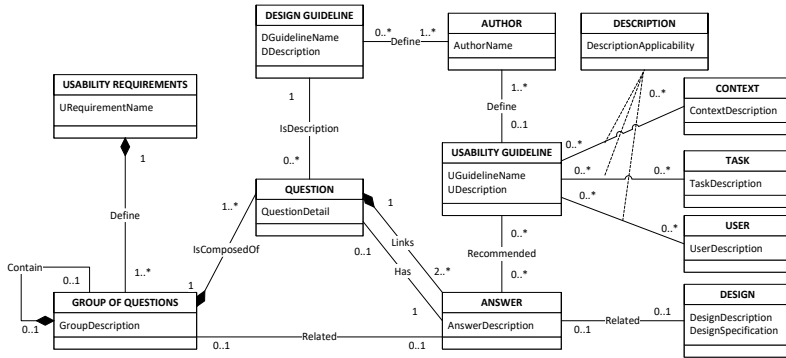 DESIGN GUIDELINE
DGuidelineName
DDescription
0..*
Define
1..*
AUTHOR
AuthorName
DESCRIPTION
DescriptionApplicability
USABILITY REQUIREMENTS
URequirementName
1
Define
1..*
1
IsDescription
0..*
1..*
Define
0..1
0..*
CONTEXT
ContextDescription
USABILITY GUIDELINE
UGuidelineName
UDescription
0..*
0..*
0..*
0..*
TASK
TaskDescription
0..*
USER
UserDescription
QUESTION
QuestionDetail
1..*
IsComposedOf
1
1
Links
2..*
0..1
Has
1
0..*
Recommended
0..*
Contain
0..1
0..1
GROUP OF QUESTIONS
GroupDescription
0..1
Related
0..1
ANSWER
AnswerDescription
0..1
Related
0..1
DESIGN
DesignDescription
DesignSpecification